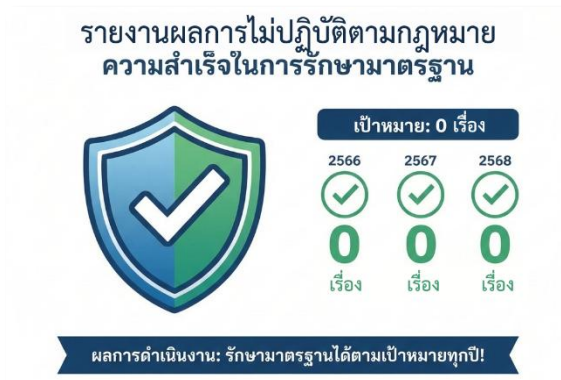 รายงานผลการไม่ปฏิบัติตามกฎหมาย
ความสำเร็จในการรักษามาตรฐาน
เป้าหมาย: 0 เรื่อง
2566 2567 2568
0 0 0
เรื่อง เรื่อง เรื่อง
ผลการดำเนินงาน: รักษามาตรฐานได้ตามเป้าหมายทุกปี!